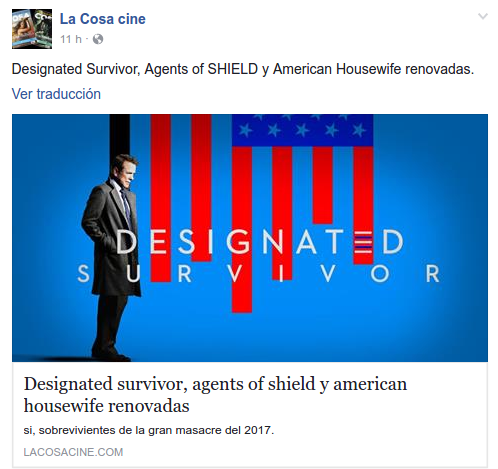 La Cosa cine
11 h ·
Designated Survivor, Agents of SHIELD y American Housewife renovadas.
Ver traducción
DESIGNATED
SURVIVOR
Designated survivor, agents of shield y american
housewife renovadas
si, sobrevivientes de la gran masacre del 2017.
LACOSACINE.COM